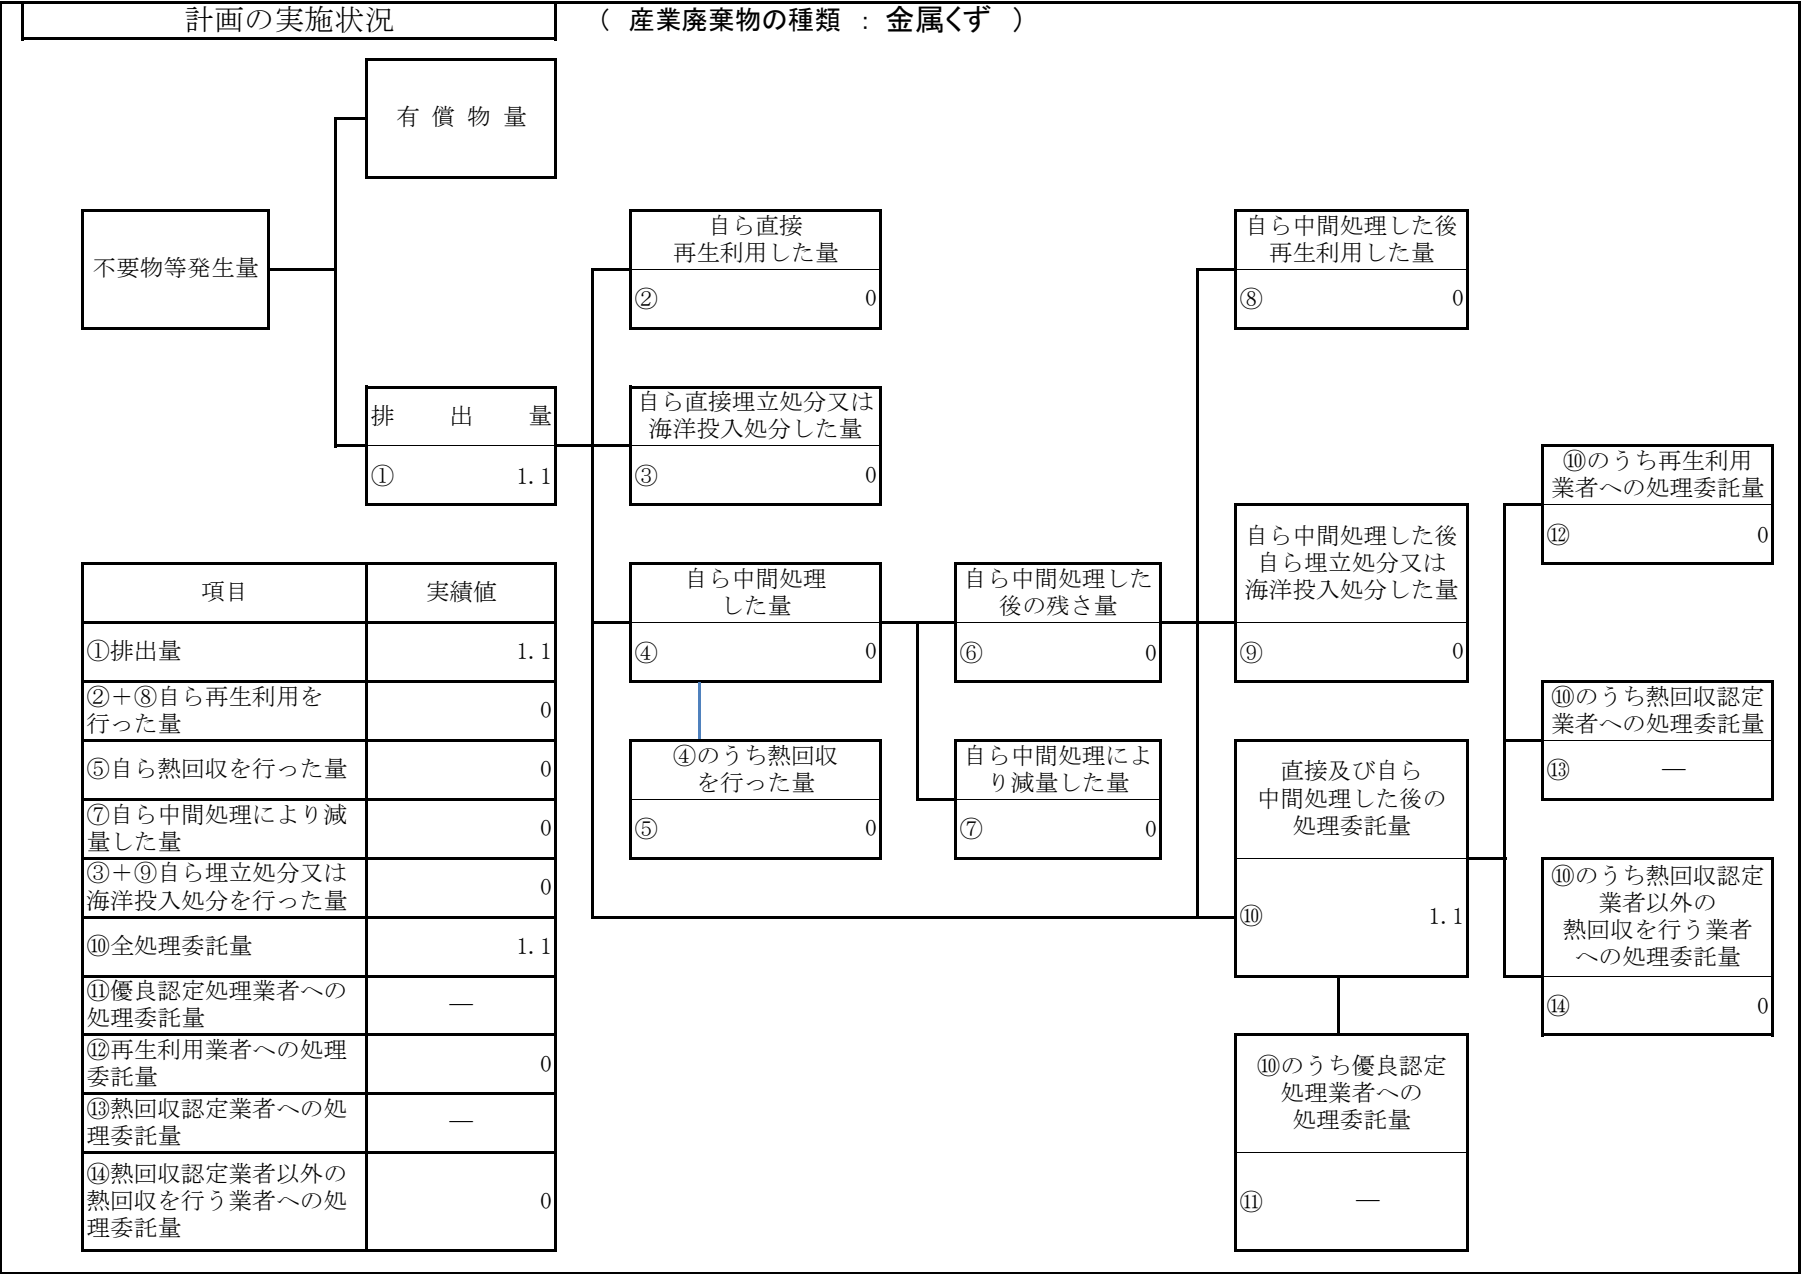 計画の実施状況
（ 産業廃棄物の種類 ： 金属くず ）
有 償 物 量
不要物等発生量
自ら直接
再生利用した量
② 0
自ら中間処理した後
再生利用した量
⑧ 0
排 出 量
① 1.1
自ら直接埋立処分又は
海洋投入処分した量
③ 0
⑩のうち再生利用
業者への処理委託量
⑫ 0
自ら中間処理
した量
④ 0
自ら中間処理した
後の残さ量
⑥ 0
自ら中間処理した後
自ら埋立処分又は
海洋投入処分した量
⑨ 0
④のうち熱回収
を行った量
⑤ 0
自ら中間処理によ
り減量した量
⑦ 0
直接及び自ら
中間処理した後の
処理委託量
⑩ 1.1
⑩のうち熱回収認定
業者への処理委託量
⑬ ―
⑩のうち熱回収認定
業者以外の
熱回収を行う業者
への処理委託量
⑭ 0
⑩のうち優良認定
処理業者への
処理委託量
⑪ ―
項目 実績値
①排出量 1.1
②＋⑧自ら再生利用を
行った量 0
⑤自ら熱回収を行った量 0
⑦自ら中間処理により減
量した量 0
③＋⑨自ら埋立処分又は
海洋投入処分を行った量 0
⑩全処理委託量 1.1
⑪優良認定処理業者への
処理委託量 ―
⑫再生利用業者への処理
委託量 0
⑬熱回収認定業者への処
理委託量 ―
⑭熱回収認定業者以外の
熱回収を行う業者への処
理委託量 0